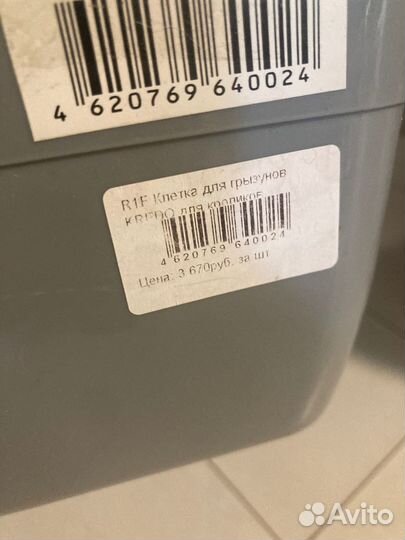 4 620769 640024
R1F Клетка для грызунов
KREDO для кроликов
4 620769 640024
Цена: 3 670руб. за шт
Avito